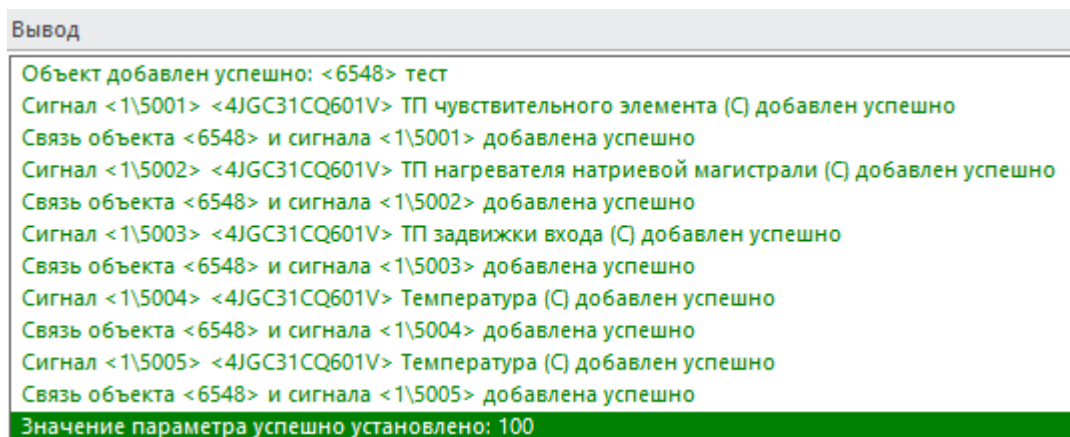 Вывод
Объект добавлен успешно: <6548> тест
Сигнал <1\5001> <4JGC31CQ601V> ТП чувствительного элемента (C) добавлен успешно
Связь объекта <6548> и сигнала <1\5001> добавлена успешно
Сигнал <1\5002> <4JGC31CQ601V> ТП нагревателя натриевой магистрали (C) добавлен успешно
Связь объекта <6548> и сигнала <1\5002> добавлена успешно
Сигнал <1\5003> <4JGC31CQ601V> ТП задвижки входа (C) добавлен успешно
Связь объекта <6548> и сигнала <1\5003> добавлена успешно
Сигнал <1\5004> <4JGC31CQ601V> Температура (C) добавлен успешно
Связь объекта <6548> и сигнала <1\5004> добавлена успешно
Сигнал <1\5005> <4JGC31CQ601V> Температура (C) добавлен успешно
Связь объекта <6548> и сигнала <1\5005> добавлена успешно
Значение параметра успешно установлено: 100